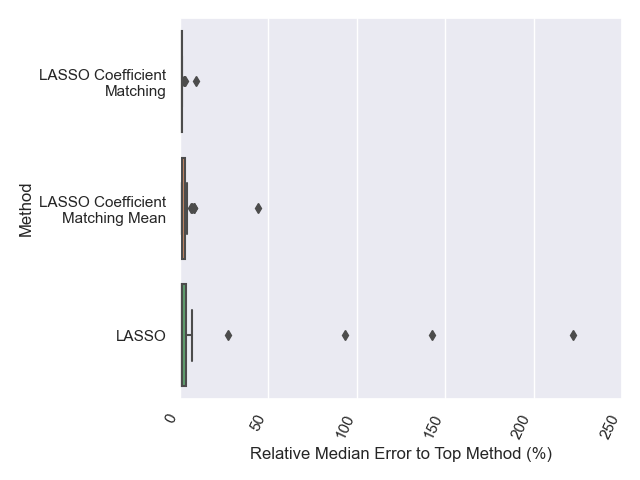 LASSO Coefficient
Matching
LASSO Coefficient
Matching Mean
LASSO
Method
0
50
100
150
200
250
Relative Median Error to Top Method (%)